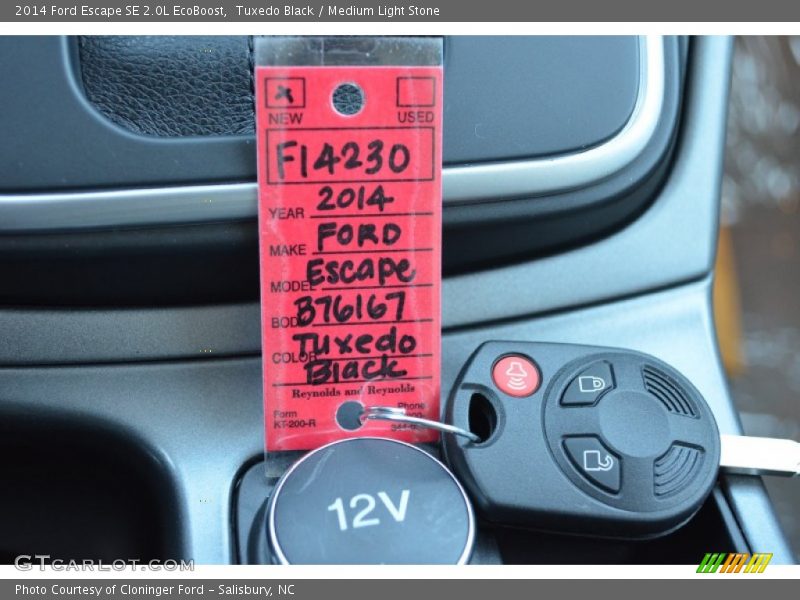 2014 Ford Escape SE 2.0L EcoBoost,  Tuxedo Black / Medium Light Stone
x
NEW USED
F14230
YEAR 2014
MAKE FORD
MODEL Escape
BODY B76167
COLOR Tuxedo
Black
Reynolds and Reynolds
Form Phone
KT-200-R
12V
GTCARLOT.COM
Photo Courtesy of Cloninger Ford – Salisbury, NC